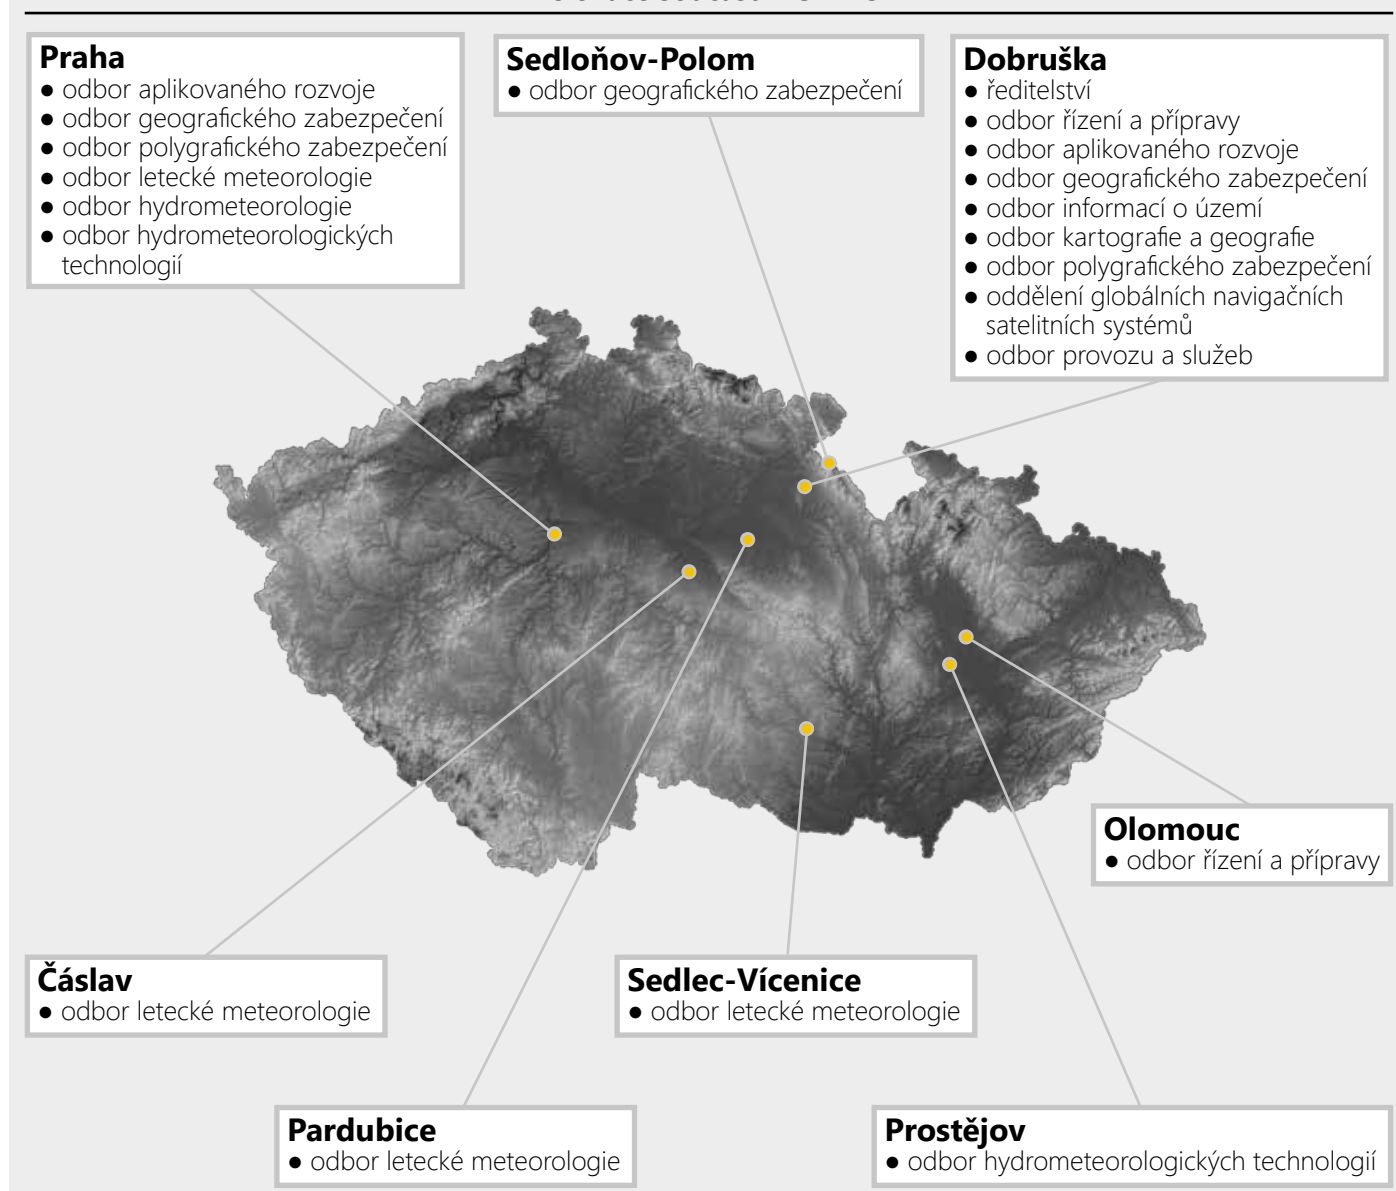 Praha
● odbor aplikovaného rozvoje
● odbor geografického zabezpečení
● odbor polygrafického zabezpečení
● odbor letecké meteorologie
● odbor hydrometeorologie
● odbor hydrometeorologických
technologií
Sedloňov-Polom
● odbor geografického zabezpečení
Dobruška
● ředitelství
● odbor řízení a přípravy
● odbor aplikovaného rozvoje
● odbor geografického zabezpečení
● odbor informací o území
● odbor kartografie a geografie
● odbor polygrafického zabezpečení
● oddělení globálních navigačních
satelitních systémů
● odbor provozu a služeb
Olomouc
● odbor řízení a přípravy
Čáslav
● odbor letecké meteorologie
Sedlec-Vícenice
● odbor letecké meteorologie
Pardubice
● odbor letecké meteorologie
Prostějov
● odbor hydrometeorologických technologií